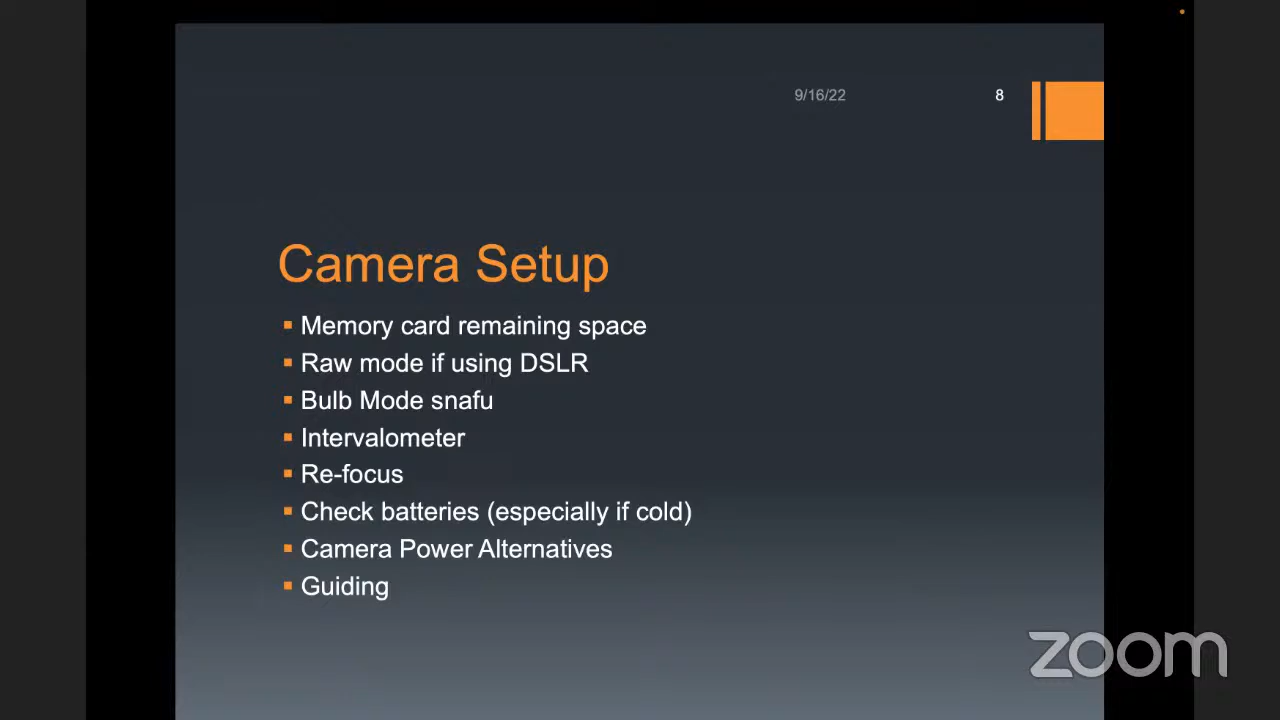 9/16/22 8
Camera Setup
Memory card remaining space
Raw mode if using DSLR
Bulb Mode snafu
Intervalometer
Re-focus
Check batteries (especially if cold)
Camera Power Alternatives
Guiding
zoom